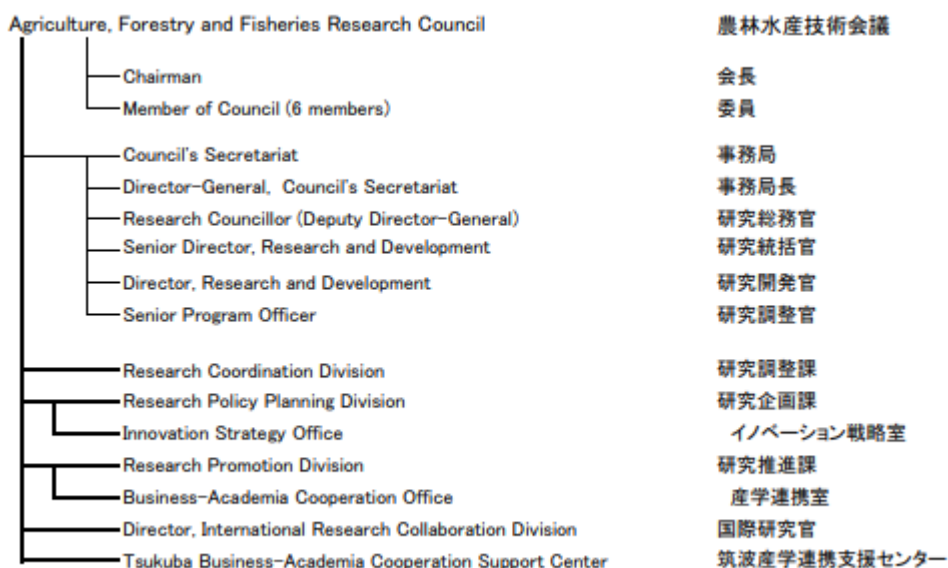 Agriculture, Forestry and Fisheries Research Council 農林水産技術会議
Chairman 会長
Member of Council (6 members) 委員
Council's Secretariat 事務局
Director-General, Council's Secretariat 事務局長
Research Councillor (Deputy Director-General) 研究総務官
Senior Director, Research and Development 研究統括官
Director, Research and Development 研究開発官
Senior Program Officer 研究調整官
Research Coordination Division 研究調整課
Research Policy Planning Division 研究企画課
Innovation Strategy Office イノベーション戦略室
Research Promotion Division 研究推進課
Business-Academia Cooperation Office 産学連携室
Director, International Research Collaboration Division 国際研究官
Tsukuba Business-Academia Cooperation Support Center 筑波産学連携支援センター